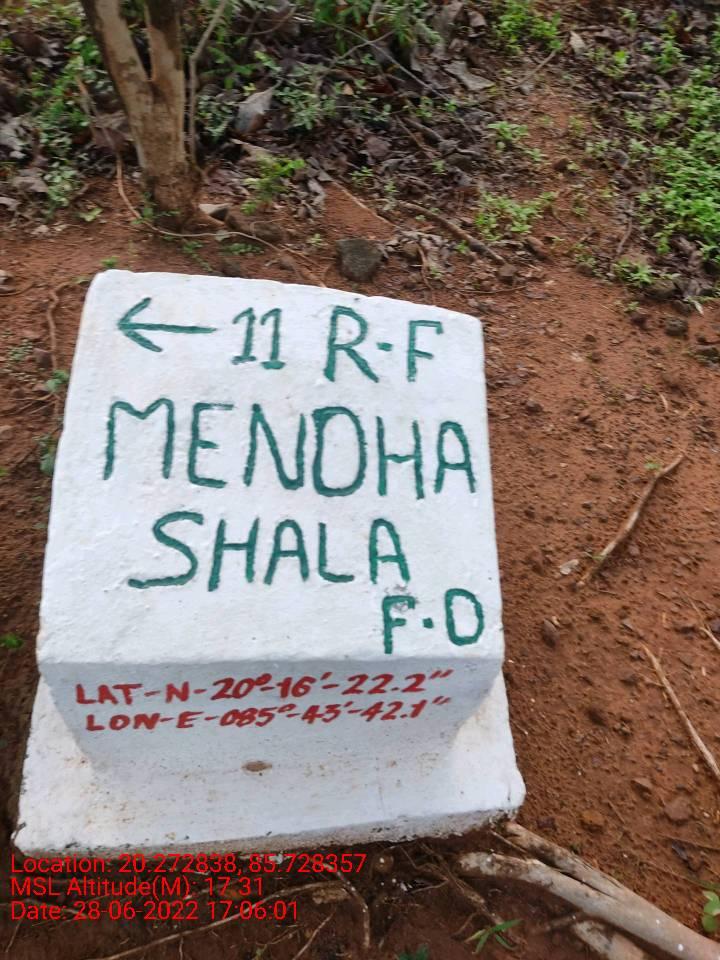 ← 11 R.F
MENDHA
SHALA
F.D
LAT-N-20°-16'-22.2"
LON-E-085°-43'-42.1"
Location: 20.272838, 85.728357
MSL Altitude(M): 17.31
Date: 28-06-2022 17:06:01